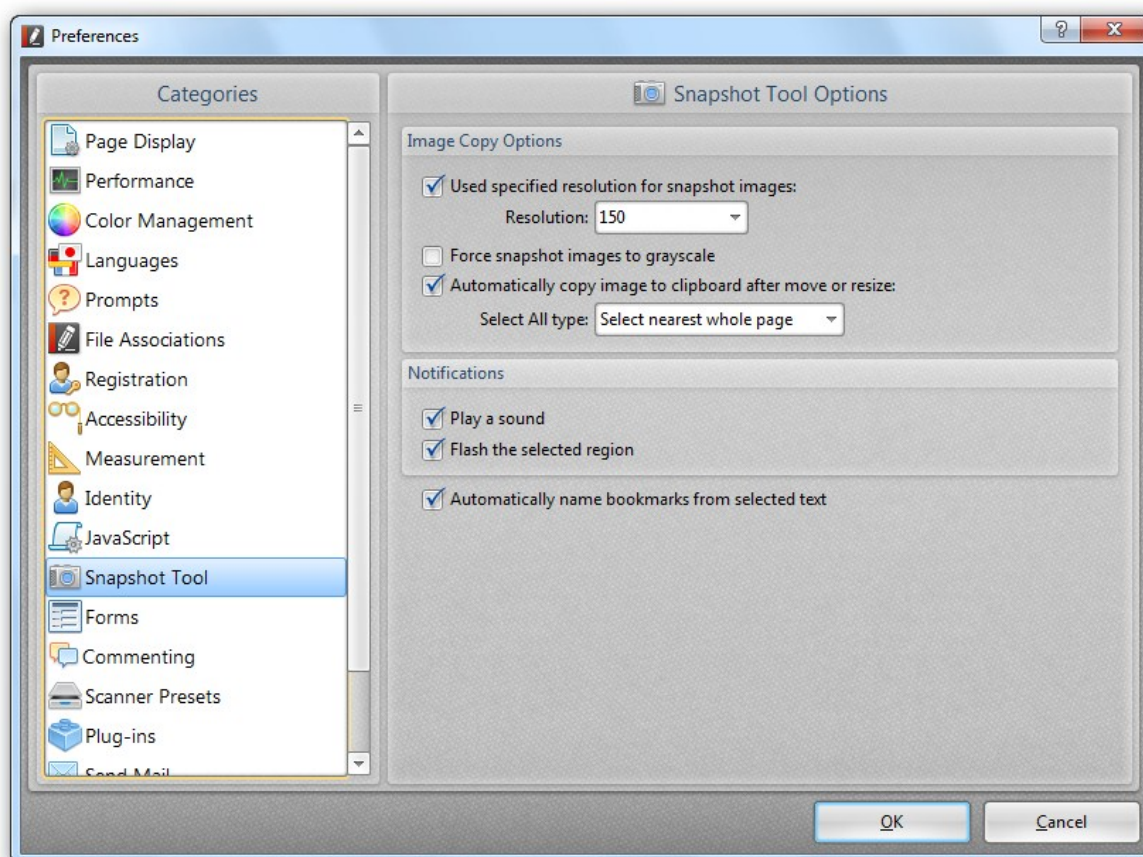 Preferences
Categories
Page Display
Performance
Color Management
Languages
Prompts
File Associations
Registration
Accessibility
Measurement
Identity
JavaScript
Snapshot Tool
Forms
Commenting
Scanner Presets
Plug-ins
Send Mail
Snapshot Tool Options
Image Copy Options
Used specified resolution for snapshot images:
Resolution: 150
Force snapshot images to grayscale
Automatically copy image to clipboard after move or resize:
Select All type: Select nearest whole page
Notifications
Play a sound
Flash the selected region
Automatically name bookmarks from selected text
OK Cancel